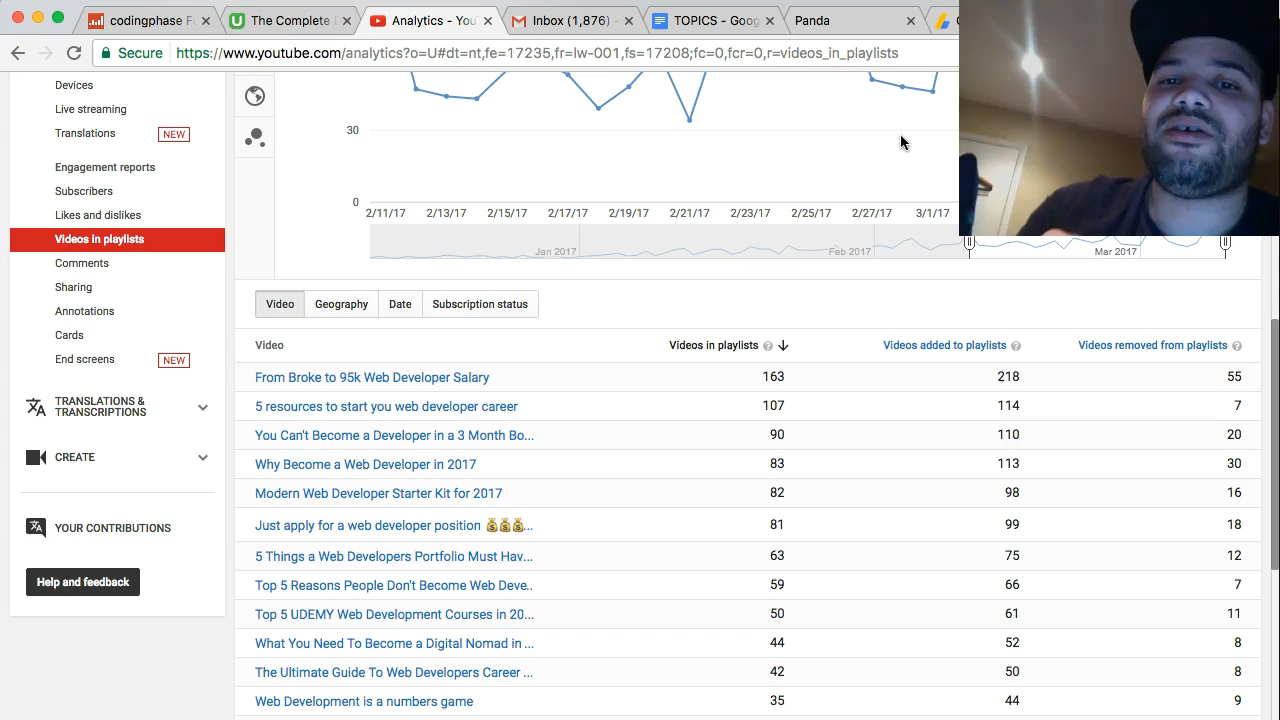 codingphase F
The Complete
Analytics - You
Inbox (1,876) -
TOPICS - Goog
Panda
Secure
https://www.youtube.com/analytics?o=U#dt=nt,fe=17235,fr=lw-001,fs=17208;fc=0,fcr=0,r=videos_in_playlists
Devices
Live streaming
Translations NEW
Engagement reports
Subscribers
Likes and dislikes
Videos in playlists
Comments
Sharing
Annotations
Cards
End screens NEW
TRANSLATIONS &
TRANSCRIPTIONS
CREATE
YOUR CONTRIBUTIONS
Help and feedback
30
0
2/11/17 2/13/17 2/15/17 2/17/17 2/19/17 2/21/17 2/23/17 2/25/17 2/27/17 3/1/17
Jan 2017 Feb 2017 Mar 2017
Video Geography Date Subscription status
Video Videos in playlists ? Videos added to playlists ? Videos removed from playlists ?
From Broke to 95k Web Developer Salary 163 218 55
5 resources to start you web developer career 107 114 7
You Can't Become a Developer in a 3 Month Bo... 90 110 20
Why Become a Web Developer in 2017 83 113 30
Modern Web Developer Starter Kit for 2017 82 98 16
Just apply for a web developer position 💰💰💰... 81 99 18
5 Things a Web Developers Portfolio Must Hav... 63 75 12
Top 5 Reasons People Don't Become Web Deve.. 59 66 7
Top 5 UDEMY Web Development Courses in 20... 50 61 11
What You Need To Become a Digital Nomad in ... 44 52 8
The Ultimate Guide To Web Developers Career ... 42 50 8
Web Development is a numbers game 35 44 9